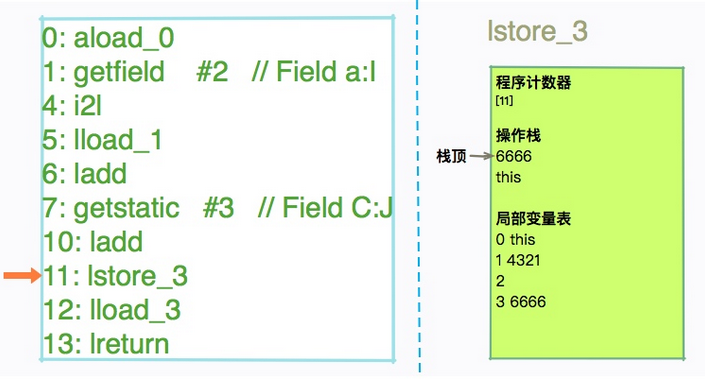 0: aload_0
1: getfield #2 // Field a:I
4: i2l
5: lload_1
6: ladd
7: getstatic #3 // Field C:J
10: ladd
11: lstore_3
12: lload_3
13: lreturn
lstore_3
程序计数器
[11]
操作栈
栈顶
6666
this
局部变量表
0 this
1 4321
2
3 6666